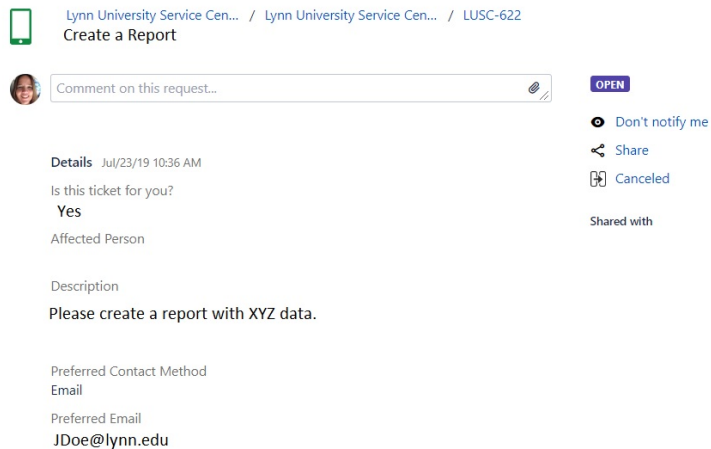 Lynn University Service Cen... / Lynn University Service Cen... / LUSC-622
Create a Report
Comment on this request...
OPEN
Don't notify me
Share
Canceled
Shared with
Details Jul/23/19 10:36 AM
Is this ticket for you?
Yes
Affected Person
Description
Please create a report with XYZ data.
Preferred Contact Method
Email
Preferred Email
JDoe@lynn.edu